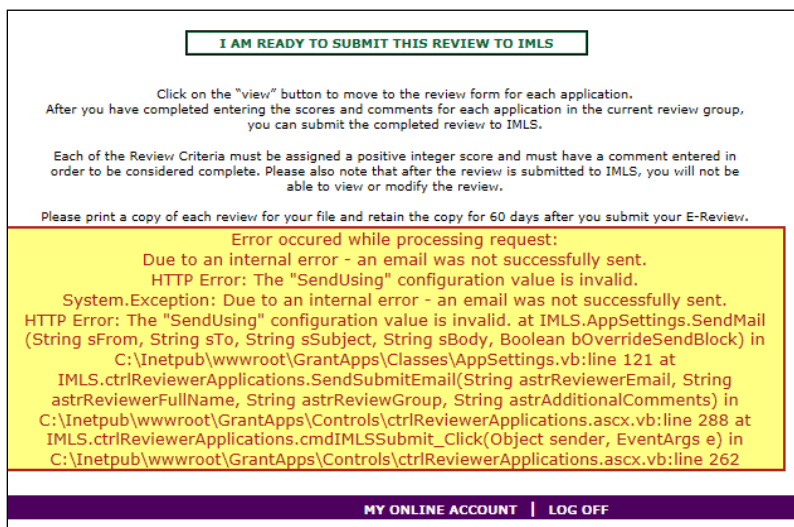 I AM READY TO SUBMIT THIS REVIEW TO IMLS
Click on the “view” button to move to the review form for each application.
After you have completed entering the scores and comments for each application in the current review group,
you can submit the completed review to IMLS.
Each of the Review Criteria must be assigned a positive integer score and must have a comment entered in
order to be considered complete. Please also note that after the review is submitted to IMLS, you will not be
able to view or modify the review.
Please print a copy of each review for your file and retain the copy for 60 days after you submit your E-Review.
Error occured while processing request:
Due to an internal error - an email was not successfully sent.
HTTP Error: The "SendUsing" configuration value is invalid.
System.Exception: Due to an internal error - an email was not successfully sent.
HTTP Error: The "SendUsing" configuration value is invalid. at IMLS.AppSettings.SendMail
(String sFrom, String sTo, String sSubject, String sBody, Boolean bOverrideSendBlock) in
C:\Inetpub\wwwroot\GrantApps\Classes\AppSettings.vb:line 121 at
IMLS.ctrlReviewerApplications.SendSubmitEmail(String astrReviewerEmail, String
astrReviewerFullName, String astrReviewGroup, String astrAdditionalComments) in
C:\Inetpub\wwwroot\GrantApps\Controls\ctrlReviewerApplications.ascx.vb:line 288 at
IMLS.ctrlReviewerApplications.cmdIMLSSubmit_Click(Object sender, EventArgs e) in
C:\Inetpub\wwwroot\GrantApps\Controls\ctrlReviewerApplications.ascx.vb:line 262
MY ONLINE ACCOUNT | LOG OFF